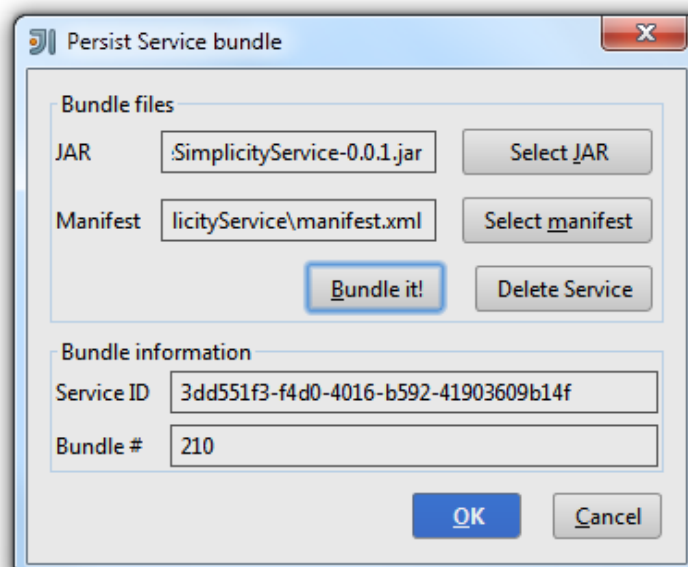 Persist Service bundle
Bundle files
JAR :SimplicityService-0.0.1.jar Select JAR
Manifest licityService\manifest.xml Select manifest
Bundle it! Delete Service
Bundle information
Service ID 3dd551f3-f4d0-4016-b592-41903609b14f
Bundle # 210
OK Cancel